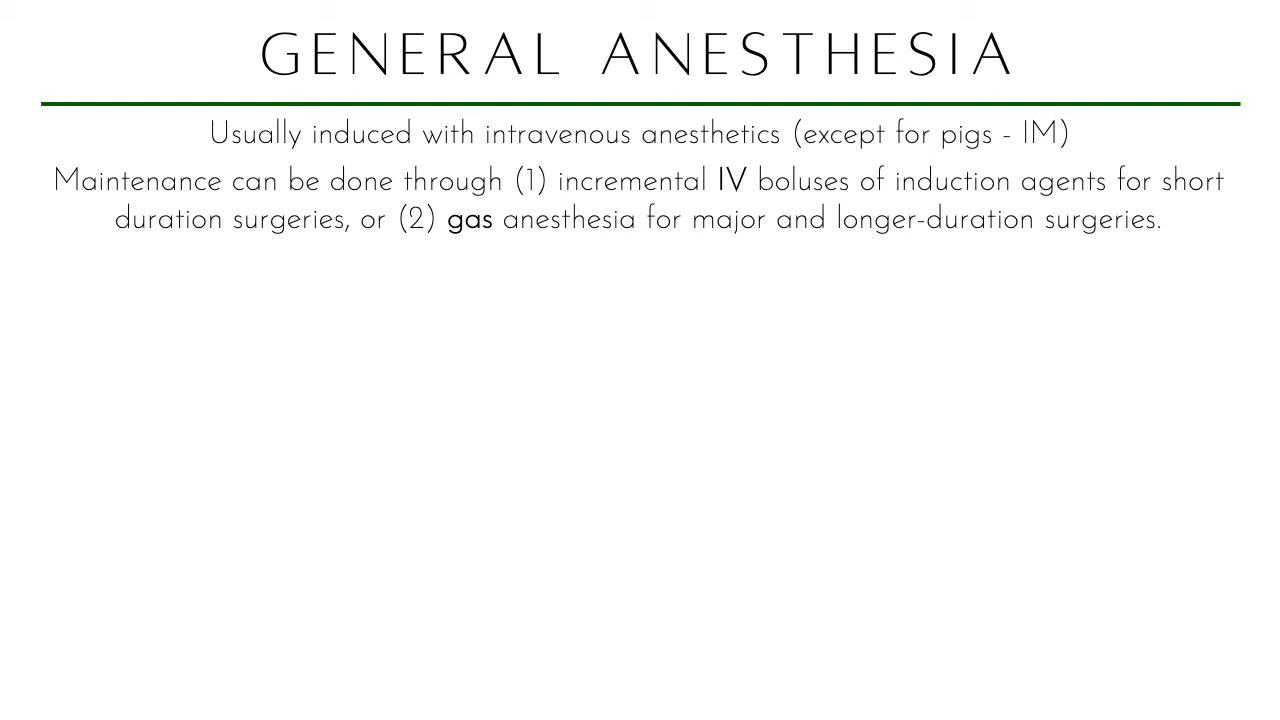 GENERAL ANESTHESIA
Usually induced with intravenous anesthetics (except for pigs - IM)
Maintenance can be done through (1) incremental IV boluses of induction agents for short
duration surgeries, or (2) gas anesthesia for major and longer-duration surgeries.